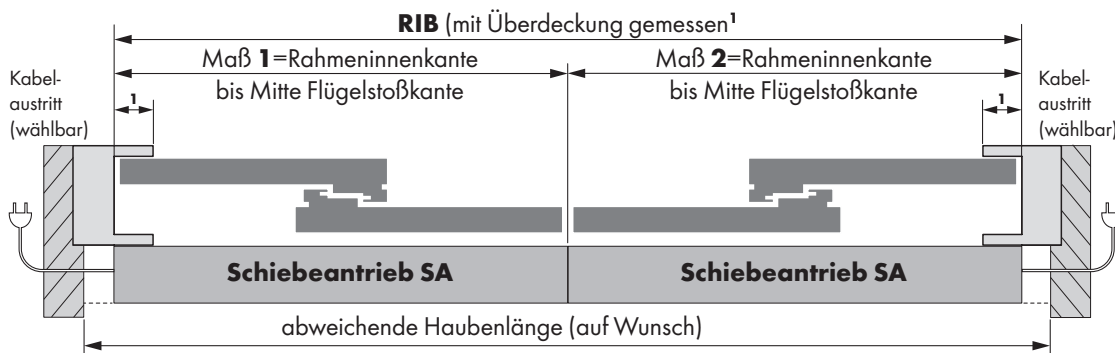 RIB (mit Überdeckung gemessen¹
Maß 1=Rahmeninnenkante
bis Mitte Flügelstoßkante
Maß 2=Rahmeninnenkante
bis Mitte Flügelstoßkante
Kabel-
austritt
(wählbar)
1
1
Kabel-
austritt
(wählbar)
Schiebeantrieb SA
Schiebeantrieb SA
abweichende Haubenlänge (auf Wunsch)